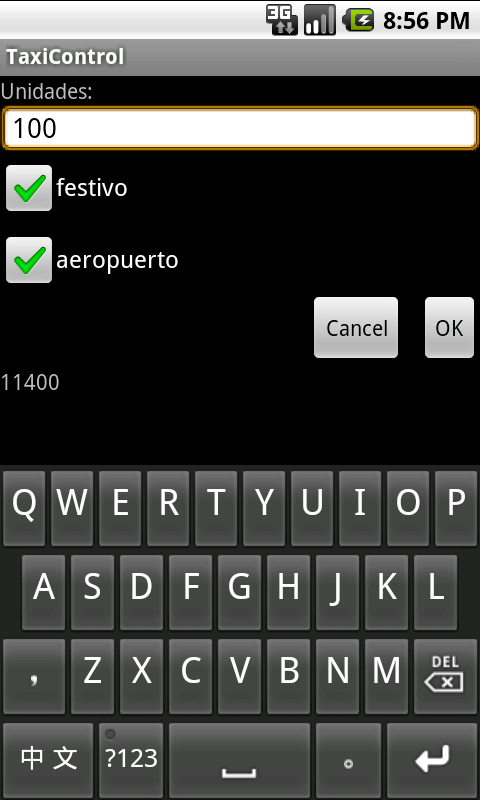 3G 8:56 PM
TaxiControl
Unidades:
100
festivo
aeropuerto
Cancel OK
11400
Q W E R T Y U I O P
A S D F G H J K L
, Z X C V B N M DEL
中文 ?123 。